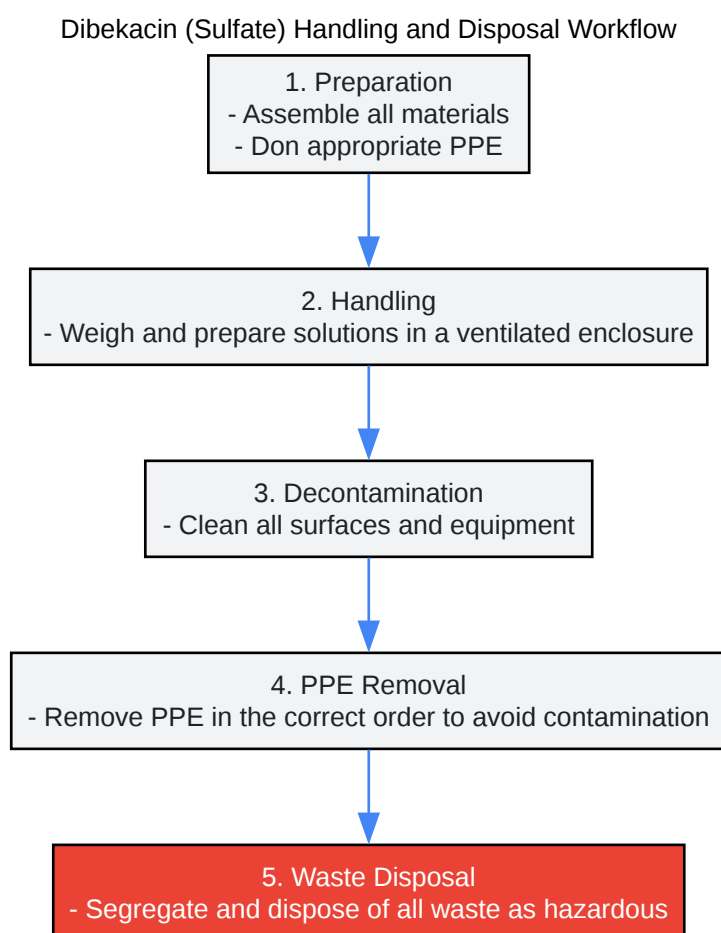 Dibekacin (Sulfate) Handling and Disposal Workflow
1. Preparation
- Assemble all materials
- Don appropriate PPE
2. Handling
- Weigh and prepare solutions in a ventilated enclosure
3. Decontamination
- Clean all surfaces and equipment
4. PPE Removal
- Remove PPE in the correct order to avoid contamination
5. Waste Disposal
- Segregate and dispose of all waste as hazardous